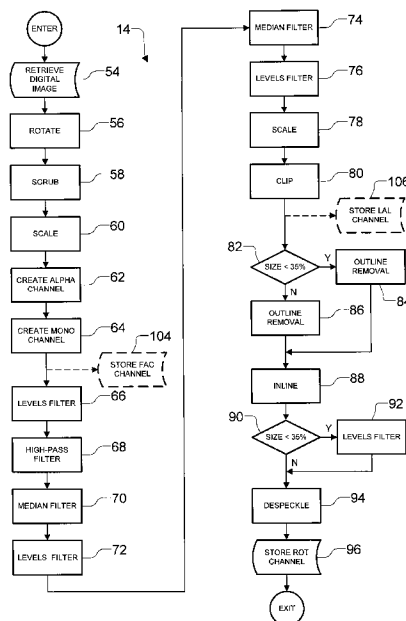 ENTER
14
RETRIEVE
DIGITAL
IMAGE
54
ROTATE
56
SCRUB
58
SCALE
60
CREATE ALPHA
CHANNEL
62
CREATE MONO
CHANNEL
64
104
STORE FAC
CHANNEL
LEVELS FILTER
66
HIGH-PASS
FILTER
68
MEDIAN FILTER
70
LEVELS FILTER
72
MEDIAN FILTER
74
LEVELS FILTER
76
SCALE
78
CLIP
80
106
STORE LAL
CHANNEL
82
SIZE < 35%
Y
OUTLINE
REMOVAL
84
N
OUTLINE
REMOVAL
86
INLINE
88
90
SIZE < 35%
Y
92
LEVELS FILTER
N
DESPECKLE
94
STORE ROT
CHANNEL
96
EXIT